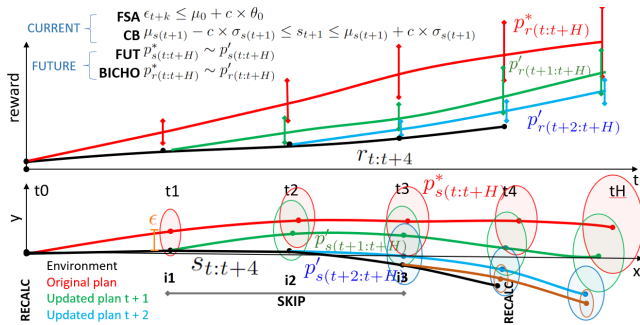 CURRENT
FSA ϵ_{t+k} ≤ μ_0 + c × θ_0
CB μ_{s(t+1)} − c × σ_{s(t+1)} ≤ s_{t+1} ≤ μ_{s(t+1)} + c × σ_{s(t+1)}
FUTURE
FUT p^*_{s(t:t+H)} ∼ p'_{s(t:t+H)}
BICHO p^*_{r(t:t+H)} ∼ p'_{r(t:t+H)}
p^*_{r(t:t+H)}
p'_{r(t+1:t+H)}
p'_{r(t+2:t+H)}
reward
r_{t:t+4}
t
t0 t1 t2 t3 t4 tH
p^*_{s(t:t+H)}
y
ϵ
p'_{s(t+1:t+H)}
s_{t:t+4}
p'_{s(t+2:t+H)}
x
Environment
Original plan
Updated plan t + 1
Updated plan t + 2
RECALC
i1 i2 i3
SKIP
RECALC